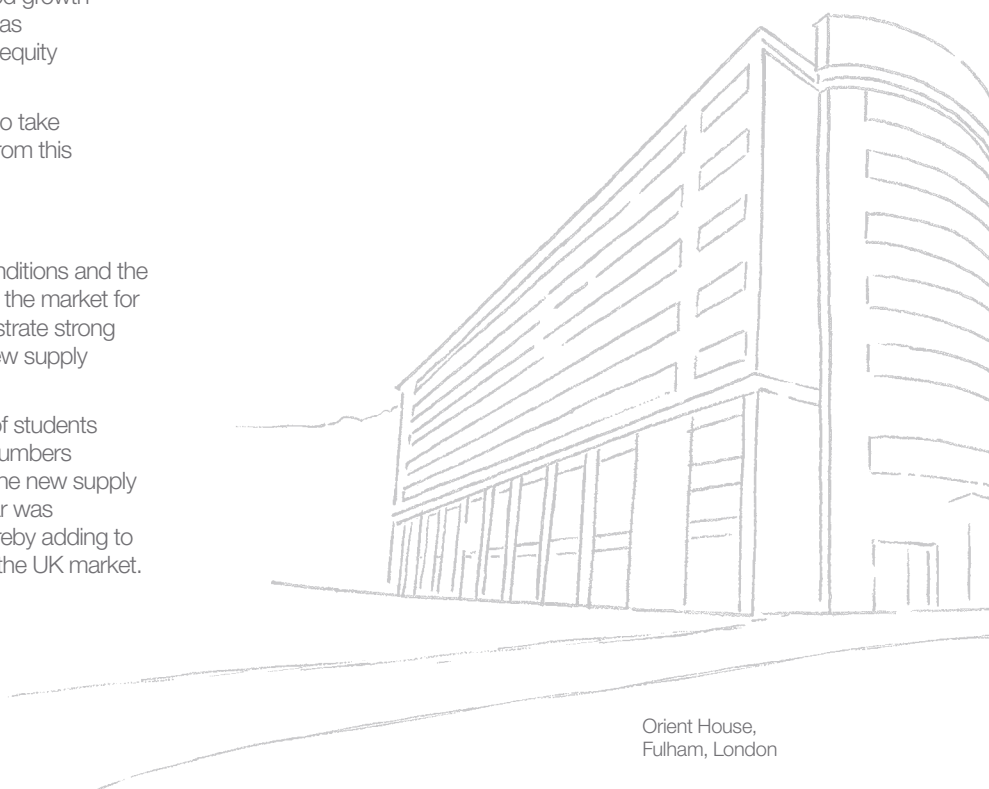 growth
as
equity
o take
rom this
nditions and the
the market for
strate strong
ew supply
of students
umbers
he new supply
ar was
reby adding to
the UK market.
Orient House,
Fulham, London